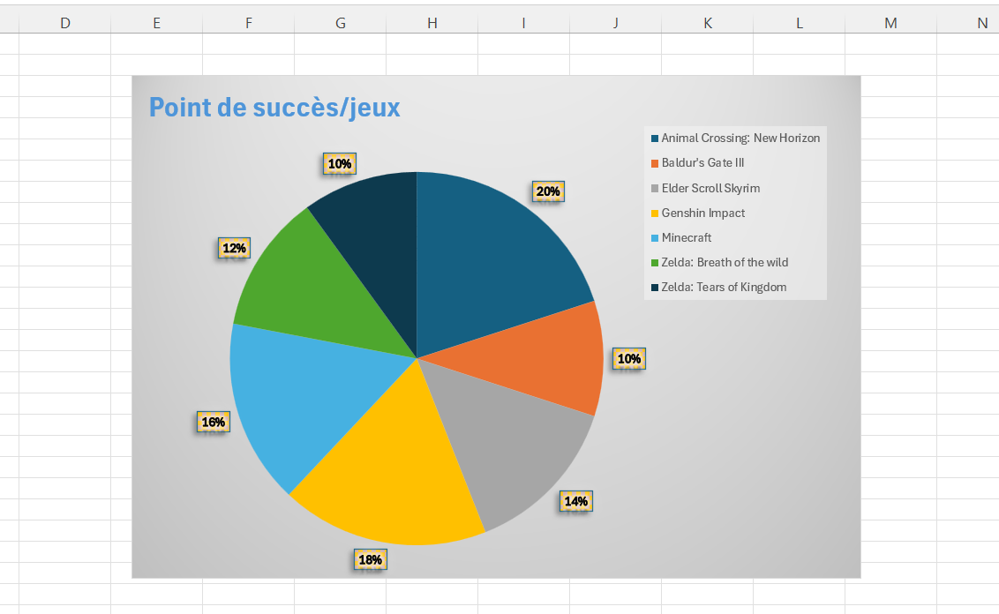 D E F G H I J K L M N
Point de succès/jeux
Animal Crossing: New Horizon
Baldur's Gate III
Elder Scroll Skyrim
Genshin Impact
Minecraft
Zelda: Breath of the wild
Zelda: Tears of Kingdom
10%
20%
12%
10%
16%
14%
18%